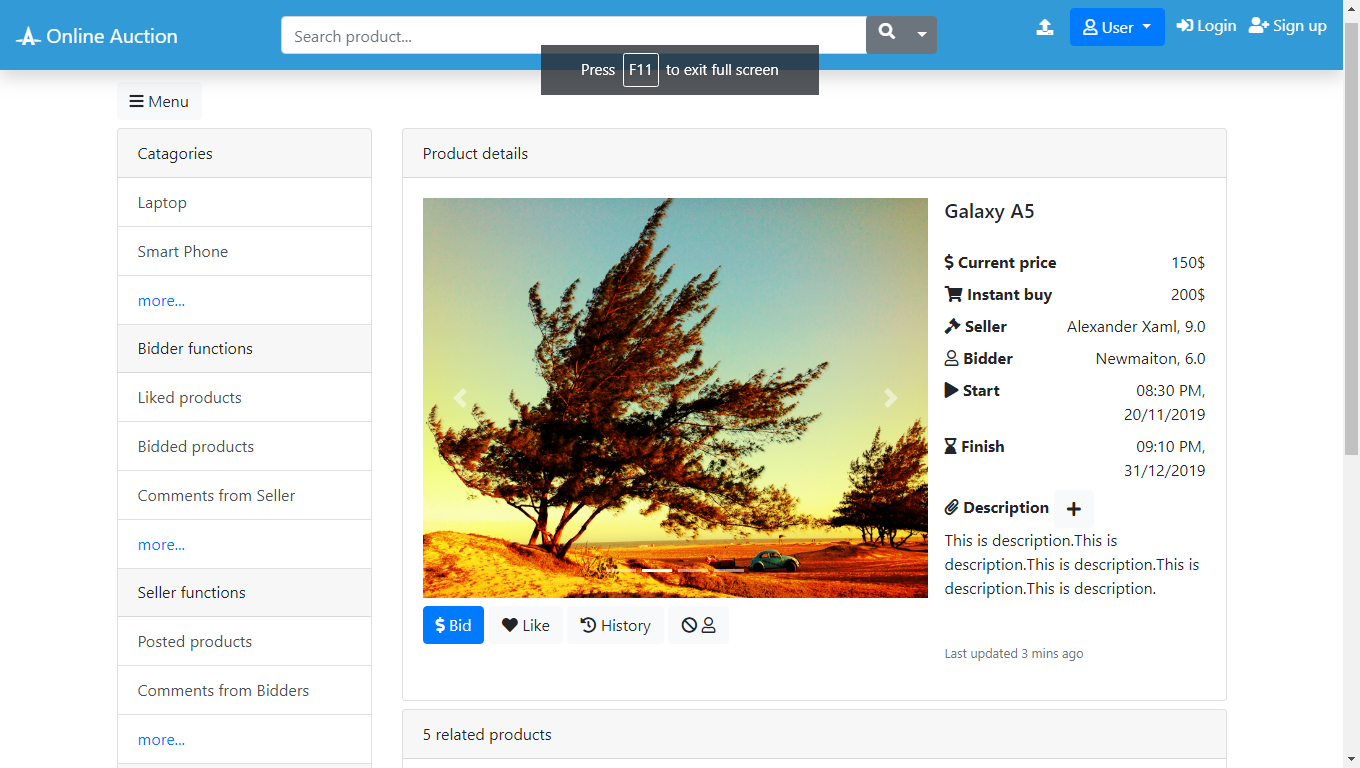 Online Auction
Search product...
User
Login
Sign up
Press F11 to exit full screen
Menu
Catagories
Laptop
Smart Phone
more...
Bidder functions
Liked products
Bidded products
Comments from Seller
more...
Seller functions
Posted products
Comments from Bidders
more...
Product details
Galaxy A5
$ Current price 150$
Instant buy 200$
Seller Alexander Xaml, 9.0
Bidder Newmaiton, 6.0
Start 08:30 PM,
20/11/2019
Finish 09:10 PM,
31/12/2019
Description +
This is description.This is
description.This is description.This is
description.This is description.
Last updated 3 mins ago
$ Bid
Like
History
5 related products